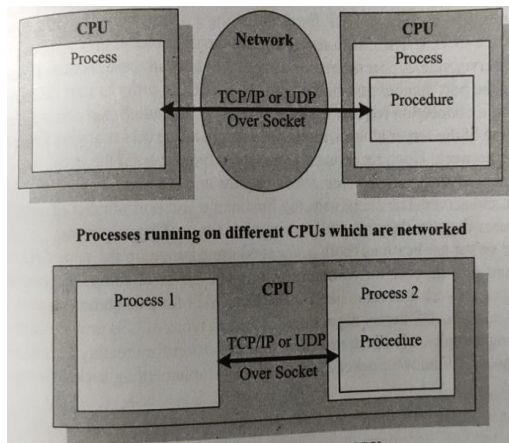 CPU
Process
Network
TCP/IP or UDP
Over Socket
CPU
Process
Procedure
Processes running on different CPUs which are networked
CPU
Process 1
TCP/IP or UDP
Over Socket
Process 2
Procedure